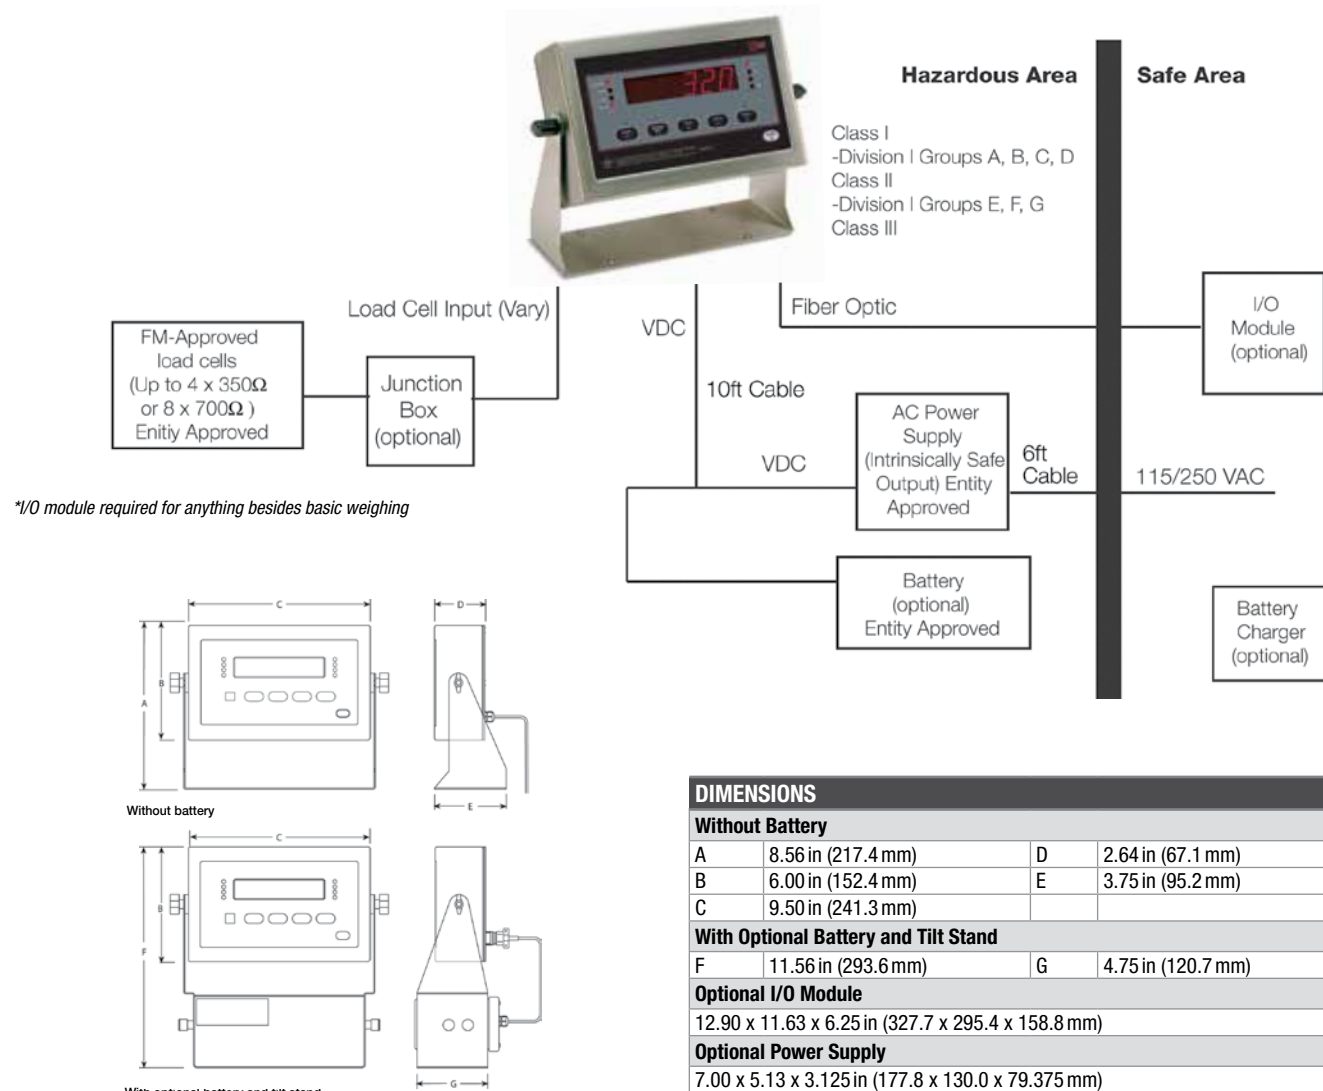 320
Hazardous Area
Safe Area
Class I
-Division I Groups A, B, C, D
Class II
-Division I Groups E, F, G
Class III
Load Cell Input (Vary)
VDC
Fiber Optic
I/O
Module
(optional)
FM-Approved
load cells
(Up to 4 x 350Ω
or 8 x 700Ω )
Entitiy Approved
Junction
Box
(optional)
10ft Cable
VDC
AC Power
Supply
(Intrinsically Safe
Output) Entity
Approved
6ft
Cable
115/250 VAC
*I/O module required for anything besides basic weighing
Battery
(optional)
Entity Approved
Battery
Charger
(optional)
C
D
A
B
E
Without battery
C
B
F
G
With optional battery and tilt stand
DIMENSIONS
Without Battery
A 8.56 in (217.4 mm) D 2.64 in (67.1 mm)
B 6.00 in (152.4 mm) E 3.75 in (95.2 mm)
C 9.50 in (241.3 mm)
With Optional Battery and Tilt Stand
F 11.56 in (293.6 mm) G 4.75 in (120.7 mm)
Optional I/O Module
12.90 x 11.63 x 6.25 in (327.7 x 295.4 x 158.8 mm)
Optional Power Supply
7.00 x 5.13 x 3.125 in (177.8 x 130.0 x 79.375 mm)